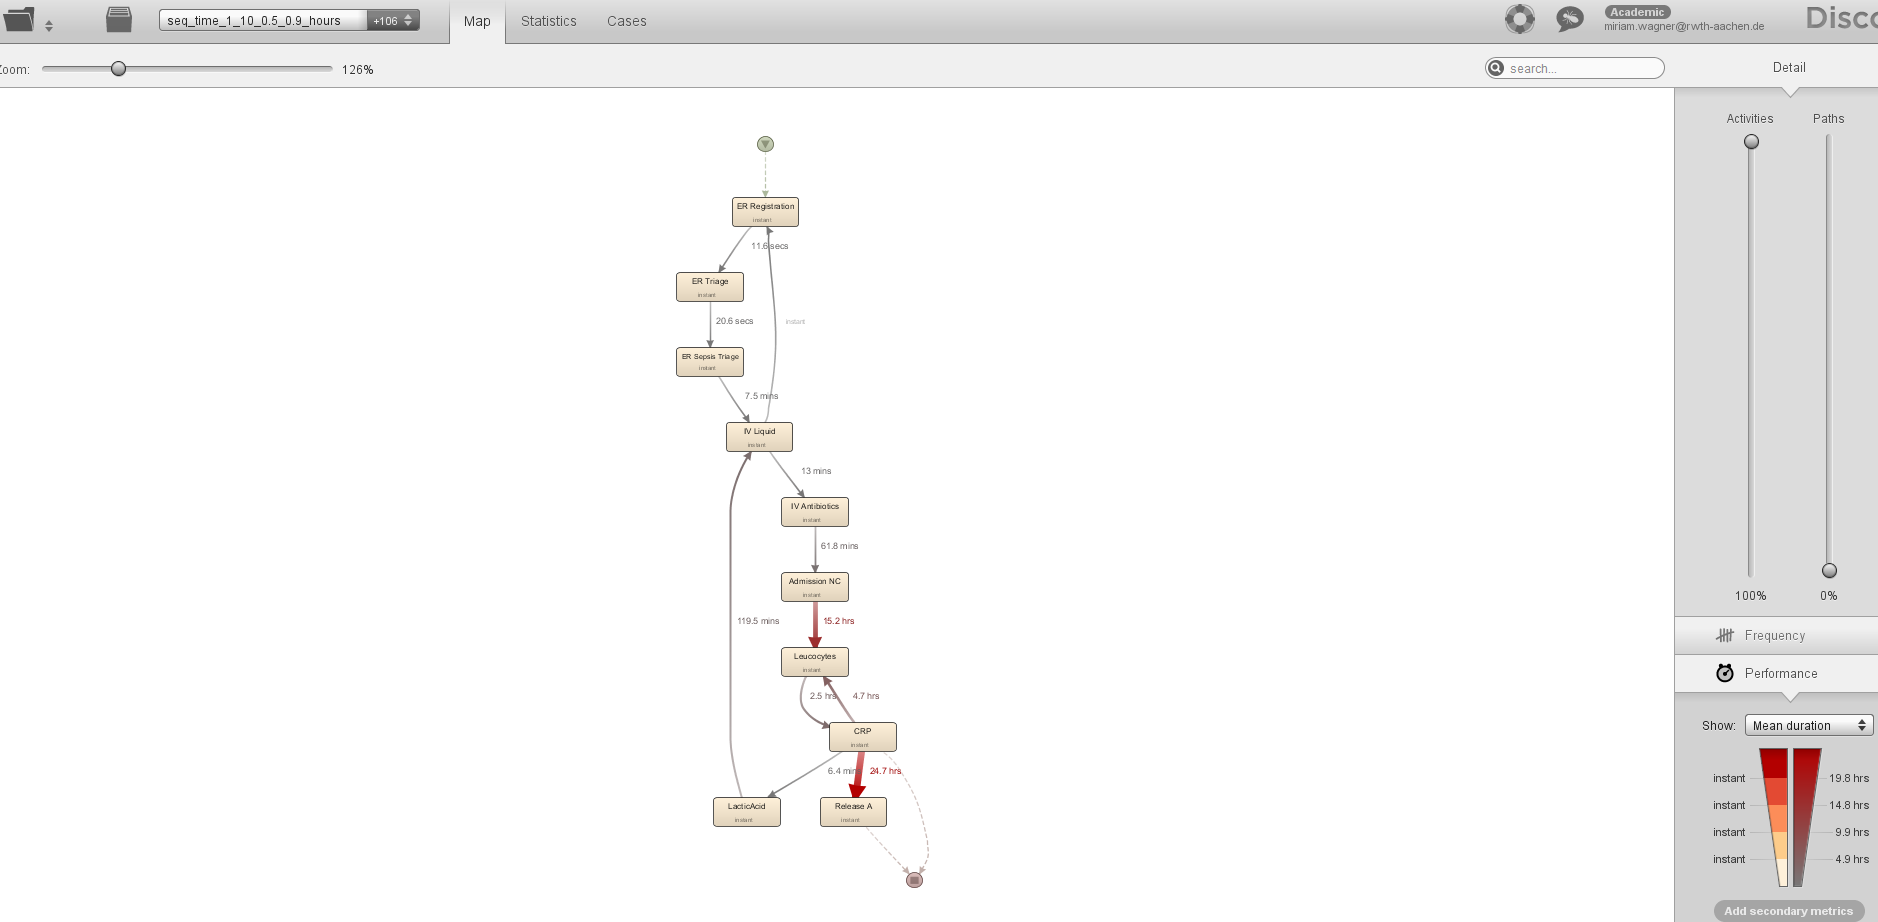 seq_time_1_10_0.5_0.9_hours +106
Map Statistics Cases
Academic
miriam.wagner@rwth-aachen.de
Disco
Zoom: 126%
search...
Detail
Activities Paths
100% 0%
Frequency
Performance
Show: Mean duration
instant 19.8 hrs
instant 14.8 hrs
instant 9.9 hrs
instant 4.9 hrs
Add secondary metrics
ER Registration
instant
11.6 secs
ER Triage
instant
20.6 secs
instant
ER Sepsis Triage
instant
7.5 mins
IV Liquid
instant
13 mins
IV Antibiotics
instant
61.8 mins
Admission NC
instant
119.5 mins
15.2 hrs
Leucocytes
instant
2.5 hrs
4.7 hrs
CRP
instant
6.4 min
24.7 hrs
LacticAcid
instant
Release A
instant